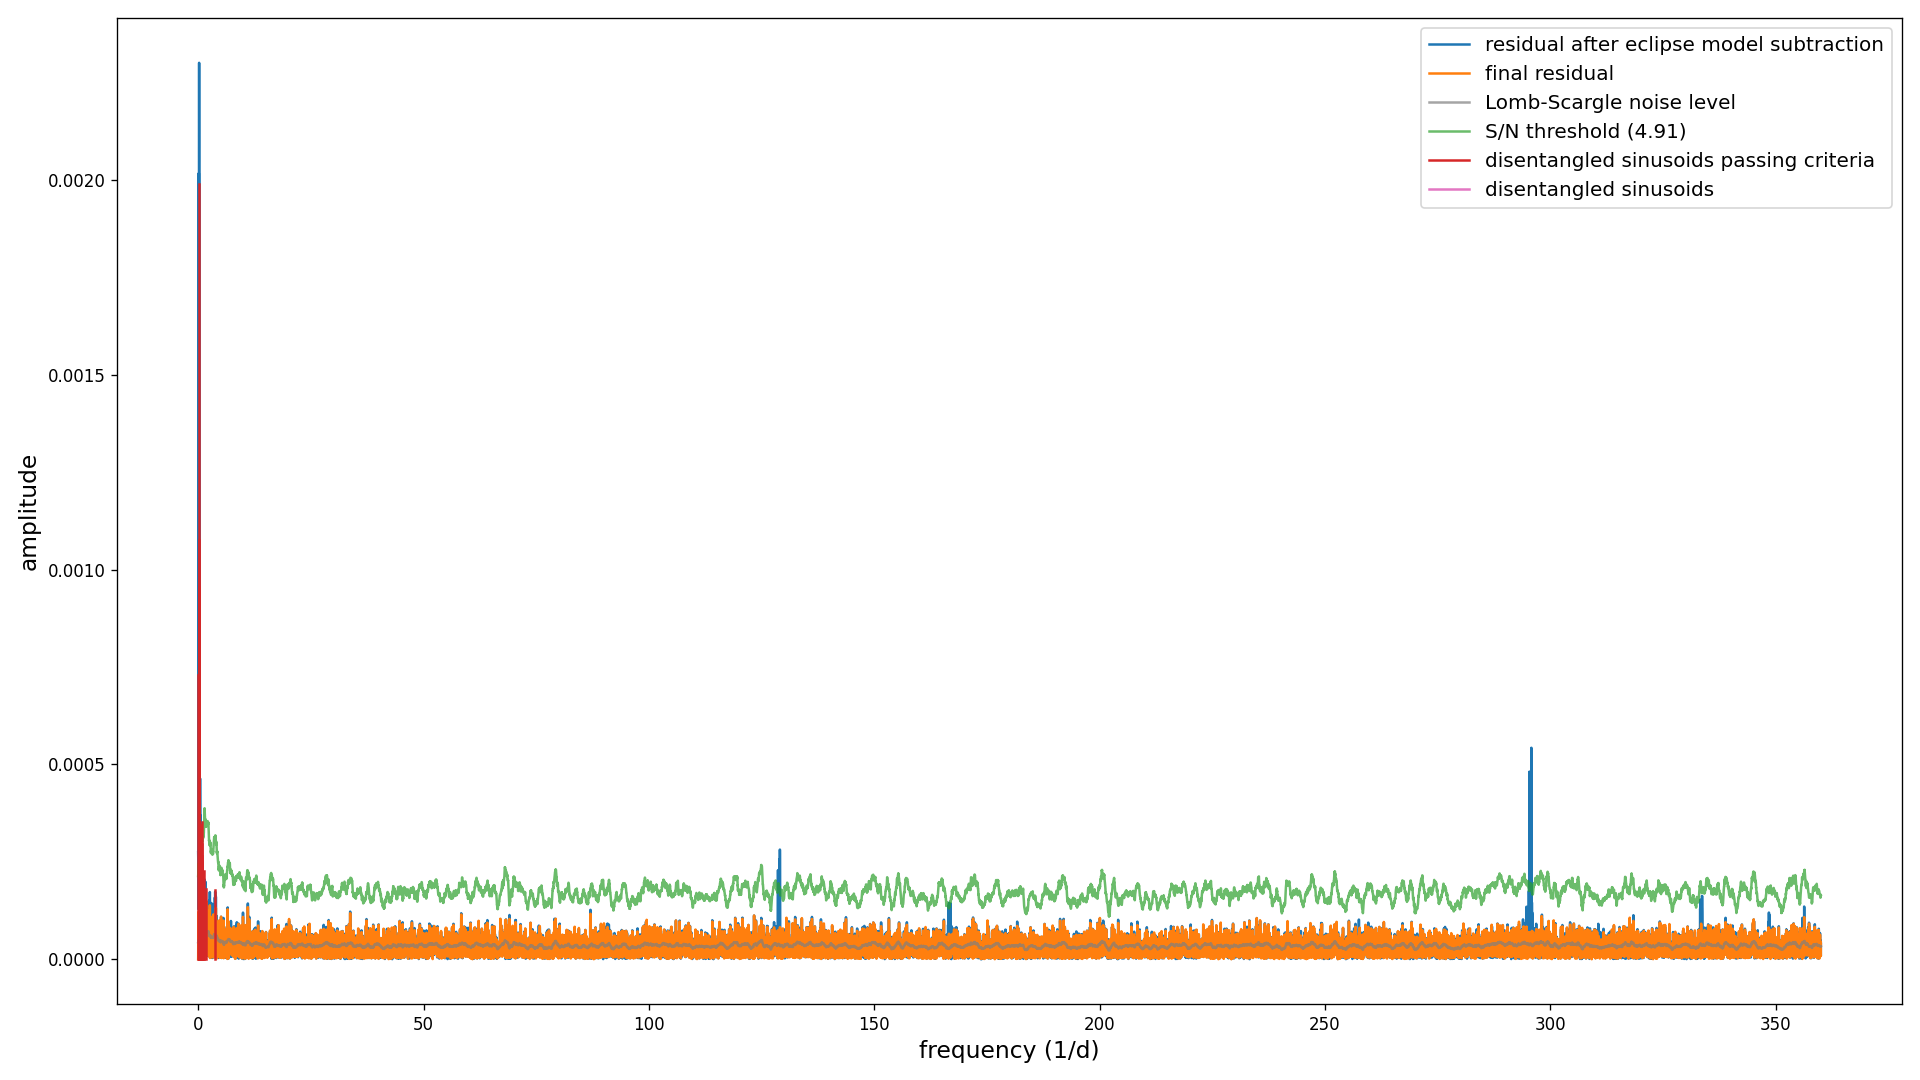 residual after eclipse model subtraction
final residual
Lomb-Scargle noise level
S/N threshold (4.91)
disentangled sinusoids passing criteria
disentangled sinusoids
0.0020
0.0015
0.0010
0.0005
0.0000
amplitude
0 50 100 150 200 250 300 350
frequency (1/d)